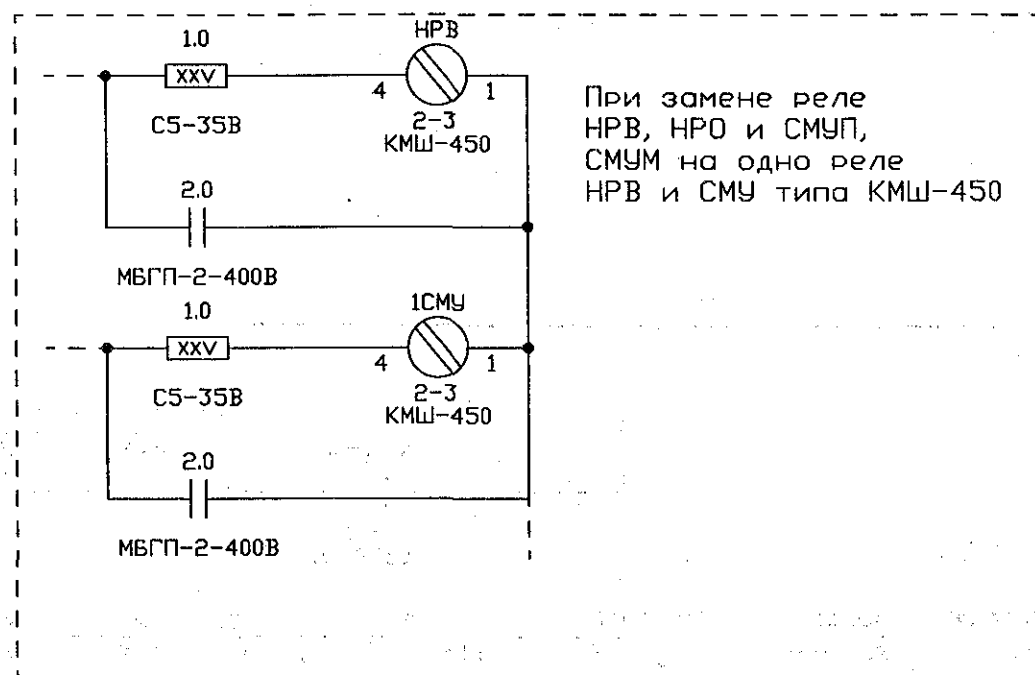 НРВ
1.0
XXV
4
1
С5-35В
2-3
КМШ-450
2.0
МБГП-2-400В
При замене реле
НРВ, НРО и СМУП,
СМУМ на одно реле
НРВ и СМУ типа КМШ-450
1.0
1СМУ
XXV
4
1
С5-35В
2-3
КМШ-450
2.0
МБГП-2-400В